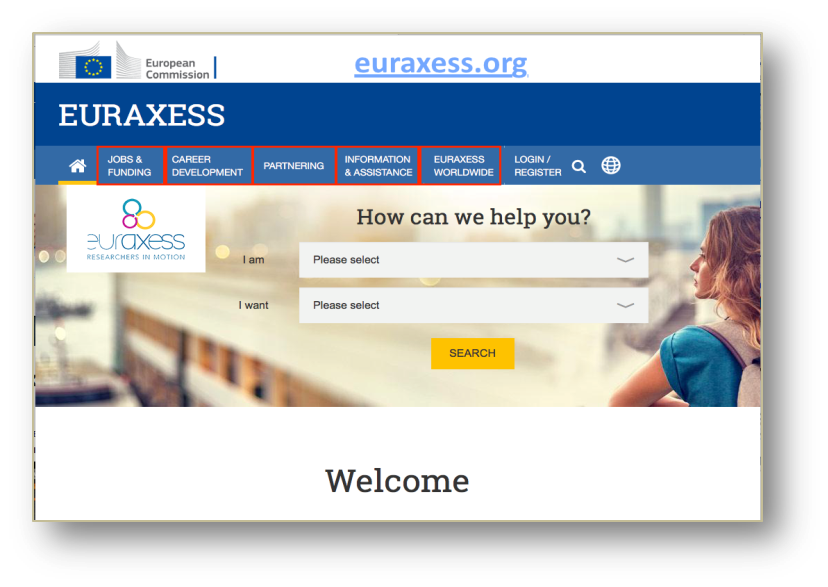 European
Commission
euraxess.org
EURAXESS
JOBS &
FUNDING
CAREER
DEVELOPMENT
PARTNERING
INFORMATION
& ASSISTANCE
EURAXESS
WORLDWIDE
LOGIN /
REGISTER
euraxess
RESEARCHERS IN MOTION
How can we help you?
I am
Please select
I want
Please select
SEARCH
Welcome